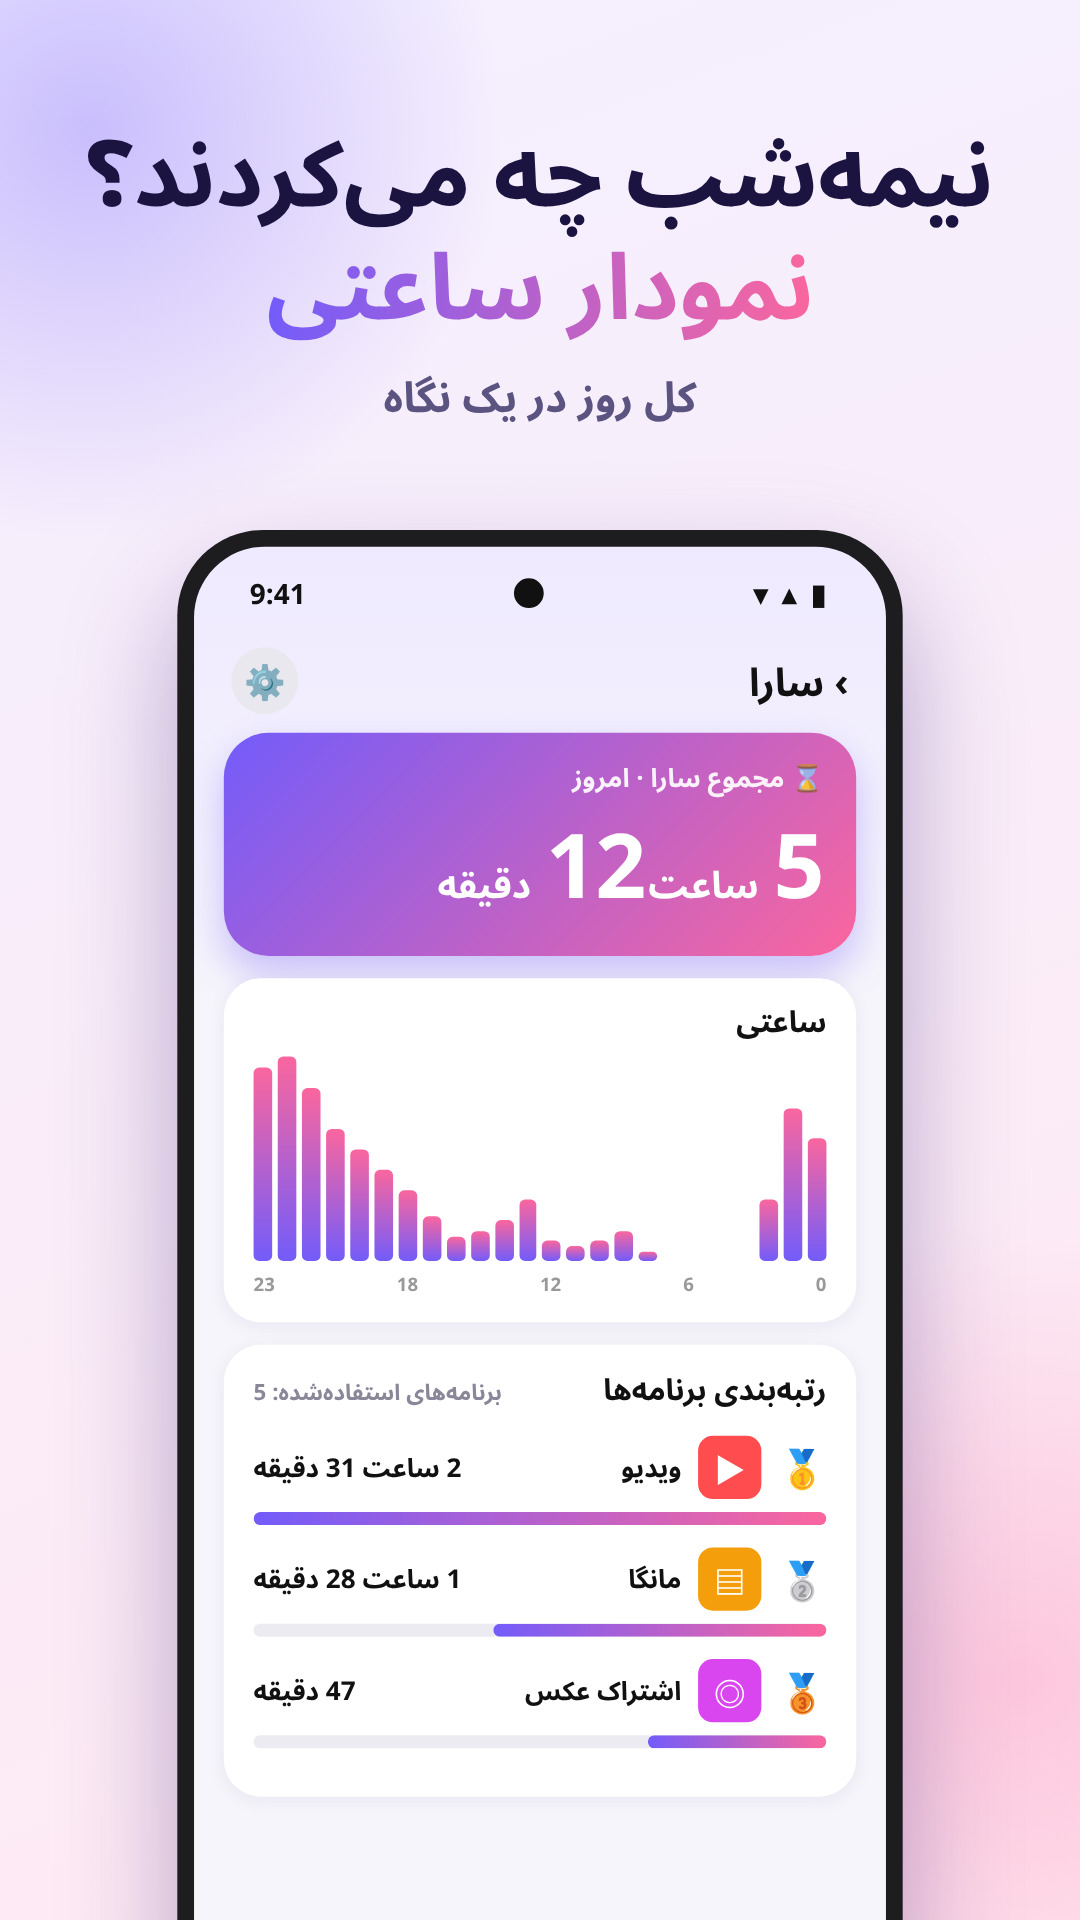 نیمه‌شب چه می‌کردند؟
نمودار ساعتی
کل روز در یک نگاه
9:41
‹ سارا
⌛ مجموع سارا · امروز
5 ساعت 12 دقیقه
ساعتی
0 6 12 18 23
رتبه‌بندی برنامه‌ها
برنامه‌های استفاده‌شده: 5
ویدیو 2 ساعت 31 دقیقه
مانگا 1 ساعت 28 دقیقه
اشتراک عکس 47 دقیقه